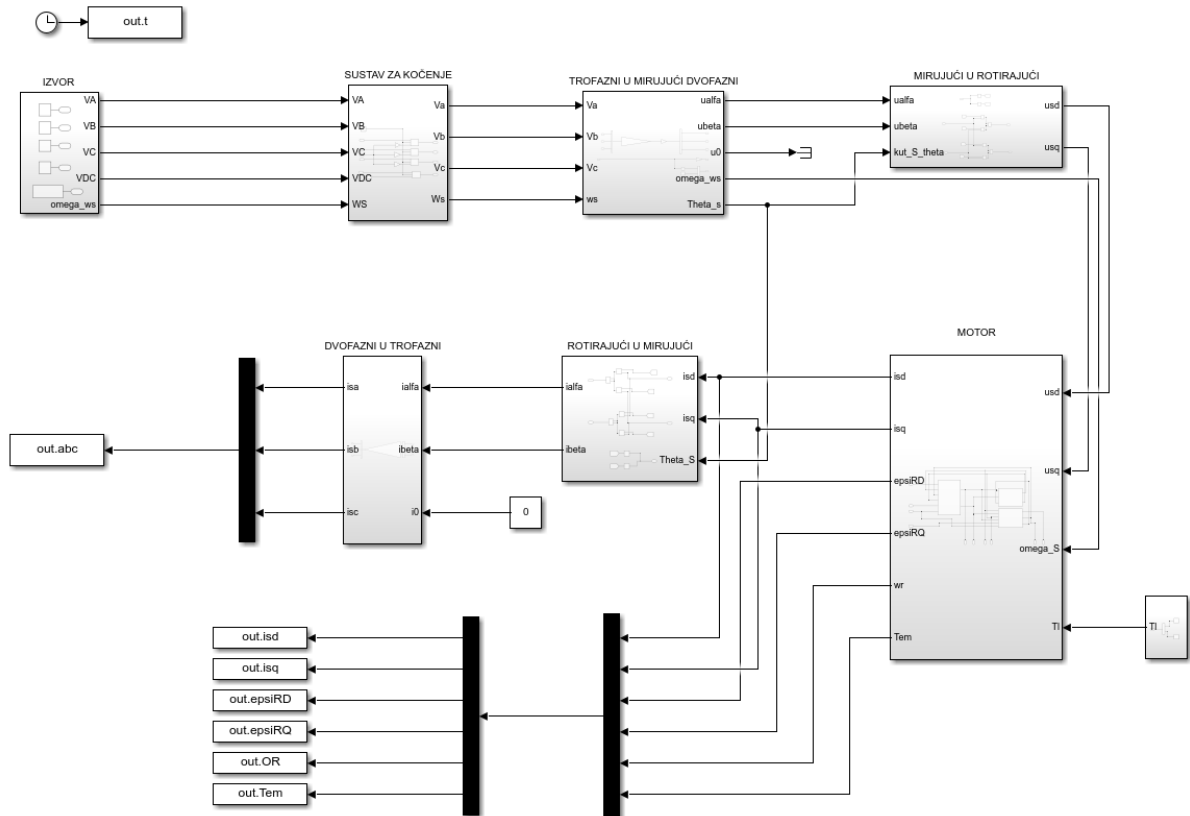 out.t
IZVOR
VA
VB
VC
VDC
omega_ws
SUSTAV ZA KOČENJE
VA
VB
VC
VDC
WS
Va
Vb
Vc
Ws
TROFAZNI U MIRUJUĆI DVOFAZNI
Va
Vb
Vc
ws
ualfa
ubeta
u0
omega_ws
Theta_s
MIRUJUĆI U ROTIRAJUĆI
ualfa
ubeta
kut_S_theta
usd
usq
out.abc
DVOFAZNI U TROFAZNI
isa
isb
isc
ialfa
ibeta
i0
0
ROTIRAJUĆI U MIRUJUĆI
ialfa
ibeta
isd
isq
Theta_S
MOTOR
isd
isq
epsiRD
epsiRQ
wr
Tem
usd
usq
omega_S
Tl
Tl
out.isd
out.isq
out.epsiRD
out.epsiRQ
out.OR
out.Tem